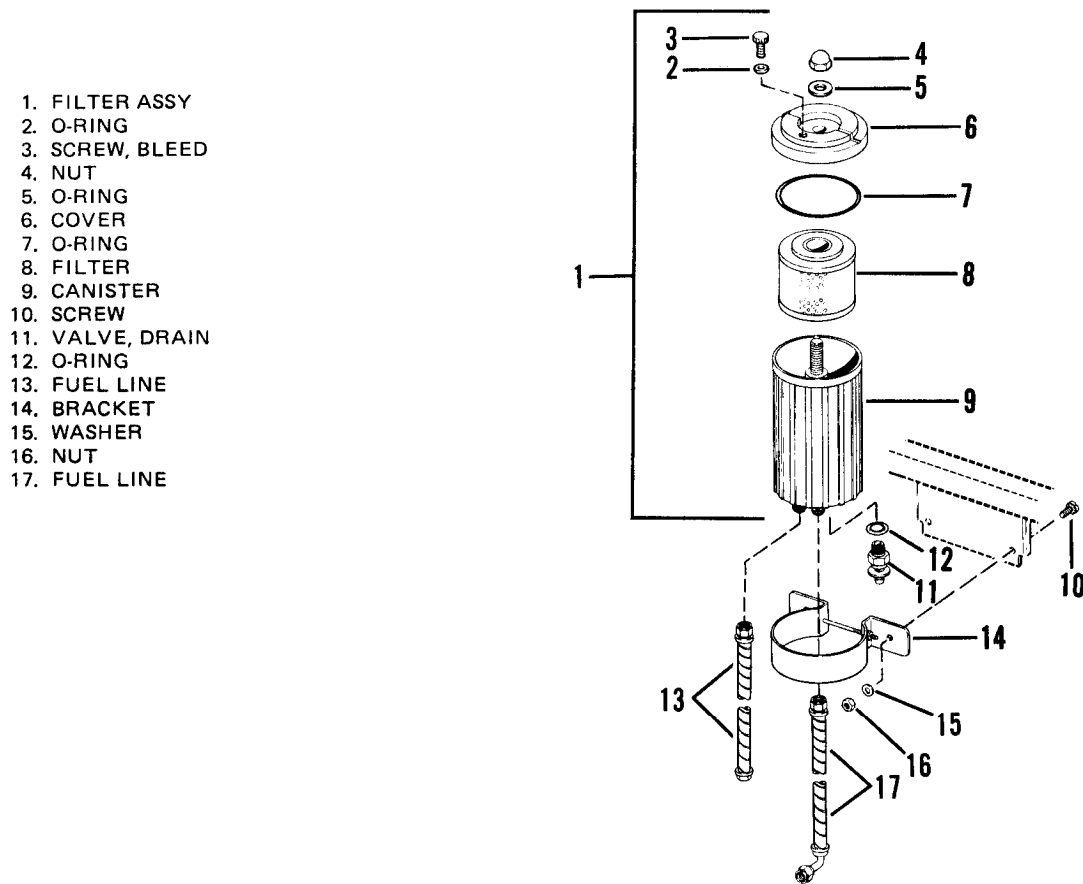 1. FILTER ASSY
2. O-RING
3. SCREW, BLEED
4. NUT
5. O-RING
6. COVER
7. O-RING
8. FILTER
9. CANISTER
10. SCREW
11. VALVE, DRAIN
12. O-RING
13. FUEL LINE
14. BRACKET
15. WASHER
16. NUT
17. FUEL LINE
3
2
4
5
6
7
1
8
9
12
11
10
14
13
15
16
17